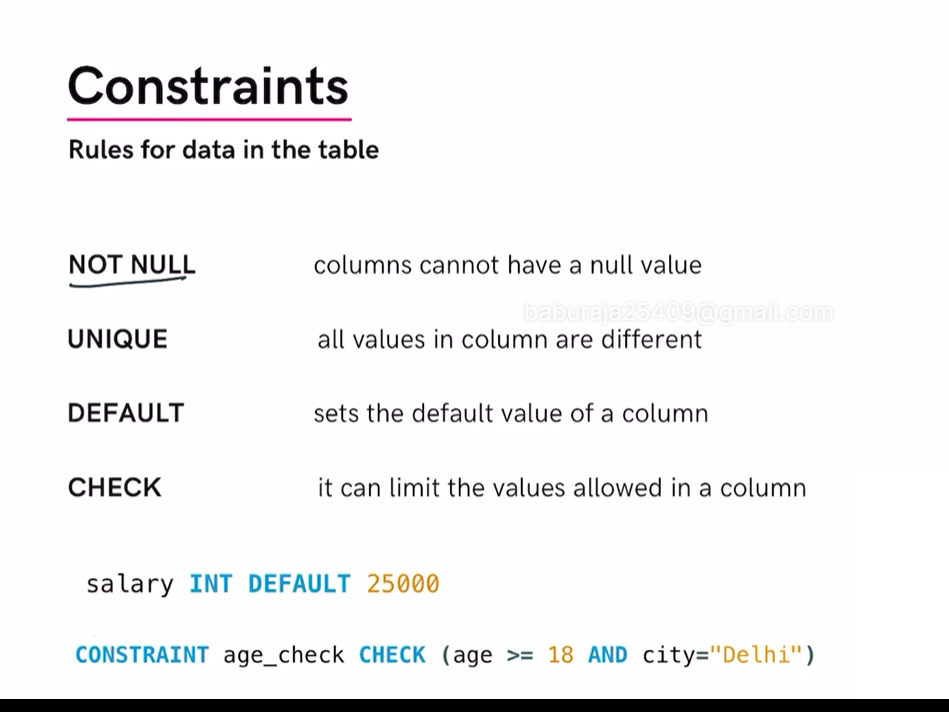 Constraints
Rules for data in the table
NOT NULL columns cannot have a null value
baburaja25409@gmail.com
UNIQUE all values in column are different
DEFAULT sets the default value of a column
CHECK it can limit the values allowed in a column
salary INT DEFAULT 25000
CONSTRAINT age_check CHECK (age >= 18 AND city="Delhi")